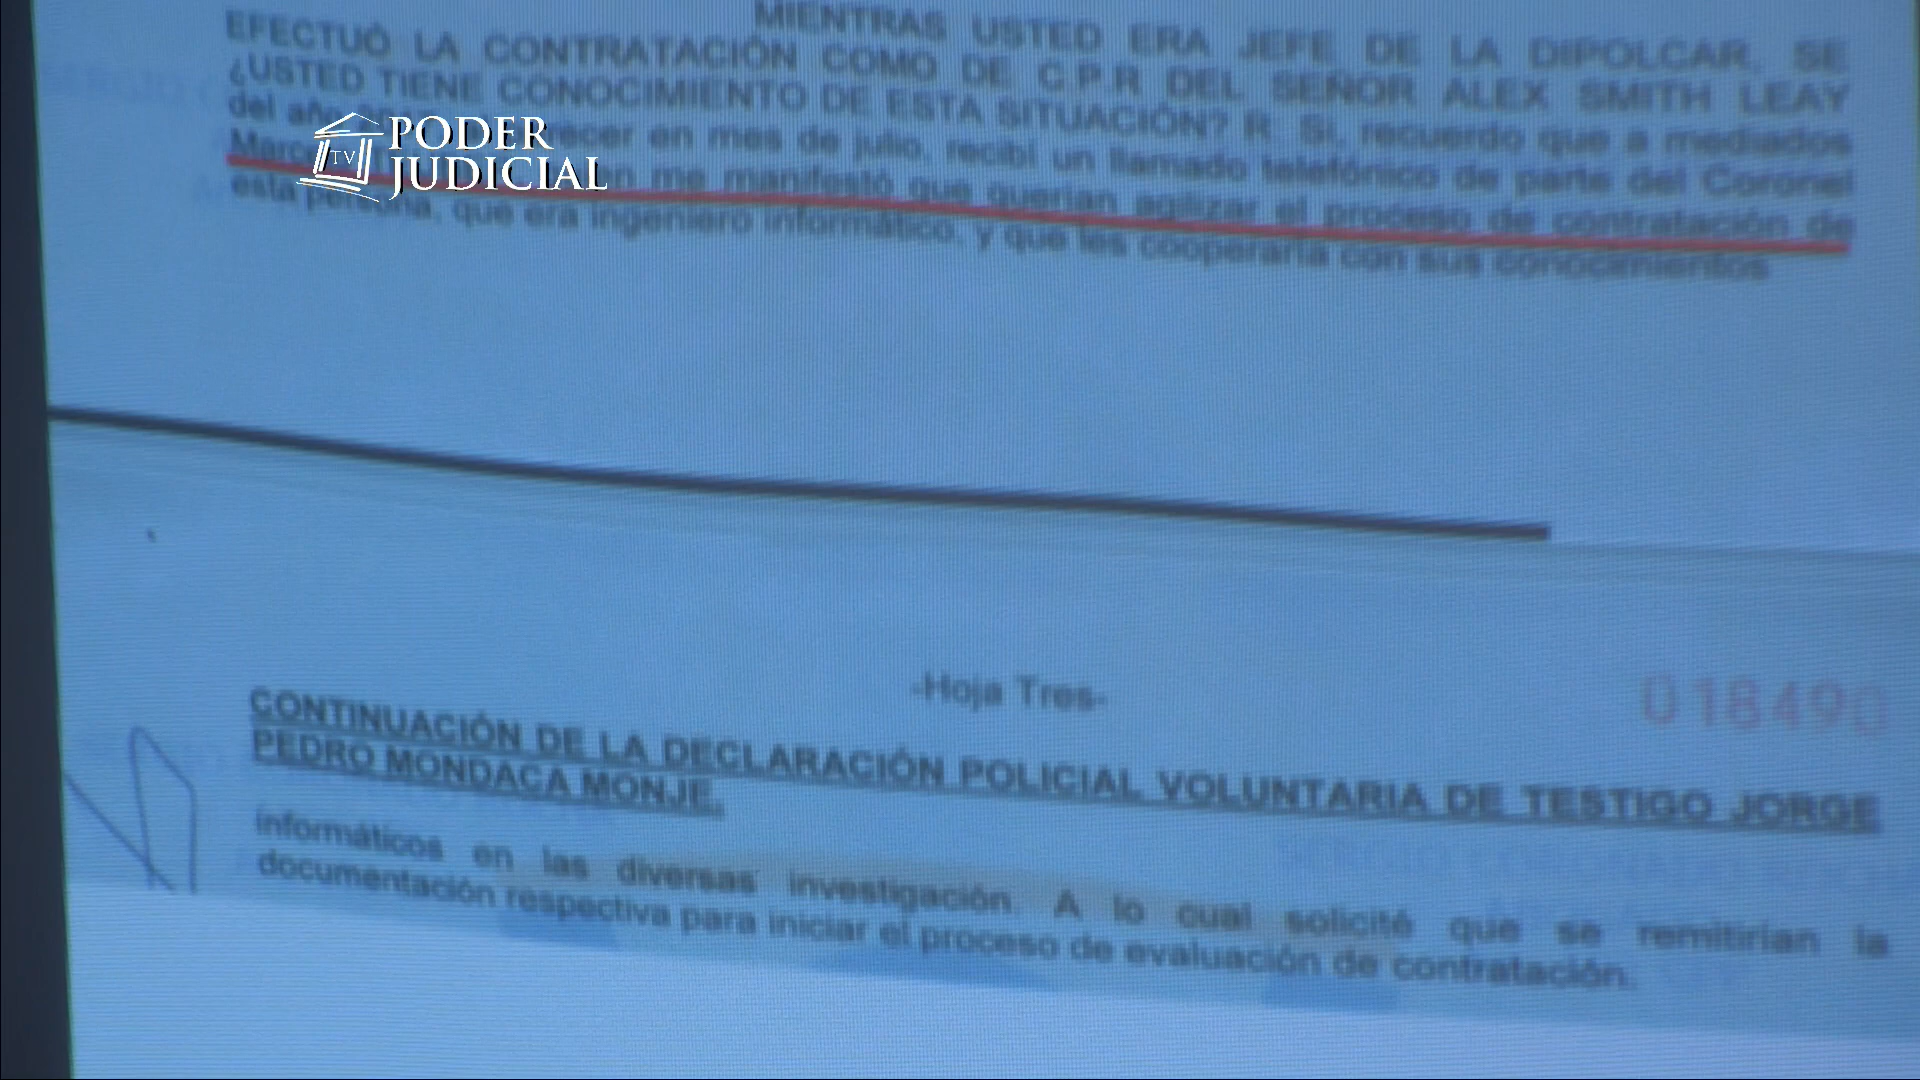 MIENTRAS USTED ERA JEFE DE LA DIPOLCAR, SE
EFECTUÓ LA CONTRATACIÓN COMO DE C.P.R DEL SEÑOR ALEX SMITH LEAY
¿USTED TIENE CONOCIMIENTO DE ESTA SITUACIÓN? R. Si, recuerdo que a mediados
del año en mes de julio, recibí un llamado telefónico de parte del Coronel
me manifestó que querían agilizar el proceso de contratación de
esta persona, que era ingeniero informático, y que les cooperaría con sus conocimientos
TV
PODER
JUDICIAL
-Hoja Tres-
018490
CONTINUACIÓN DE LA DECLARACIÓN POLICIAL VOLUNTARIA DE TESTIGO JORGE
PEDRO MONDACA MONJE.
informáticos en las diversas investigación. A lo cual solicité que se remitirían la
documentación respectiva para iniciar el proceso de evaluación de contratación.